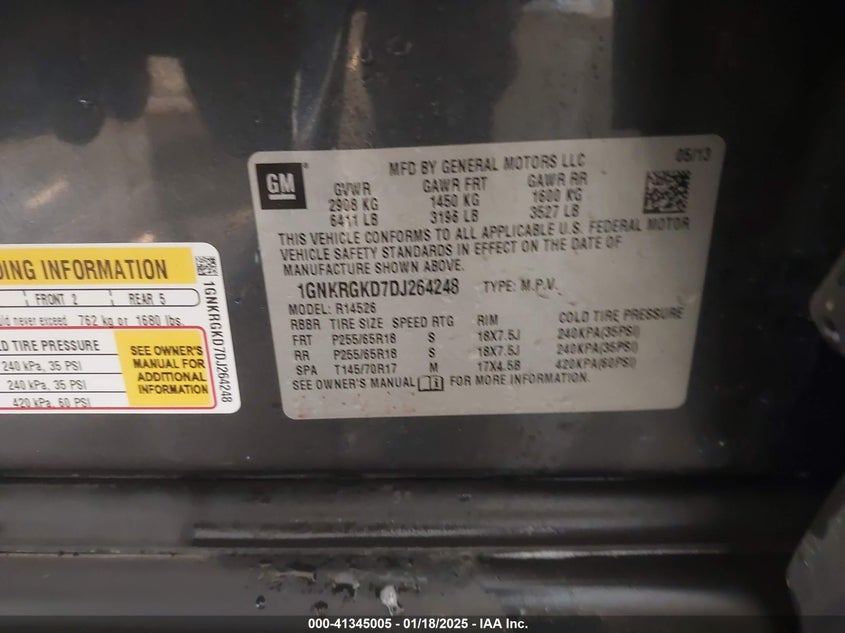 MFD BY GENERAL MOTORS LLC 05/13
GM
GVWR GAWR FRT GAWR RR
2908 KG 1450 KG 1600 KG
6411 LB 3196 LB 3527 LB
THIS VEHICLE CONFORMS TO ALL APPLICABLE U.S. FEDERAL MOTOR
VEHICLE SAFETY STANDARDS IN EFFECT ON THE DATE OF
MANUFACTURE SHOWN ABOVE.
1GNKRGKD7DJ264248 TYPE: M.P.V.
MODEL: R14526
RBBR TIRE SIZE SPEED RTG RIM COLD TIRE PRESSURE
FRT P255/65R18 S 18X7.5J 240KPA(35PSI)
RR P255/65R18 S 18X7.5J 240KPA(35PSI)
SPA T145/70R17 M 17X4.5B 420KPA(60PSI)
SEE OWNER'S MANUAL FOR MORE INFORMATION.
DING INFORMATION
FRONT 2 REAR 5
uld never exceed 762 kg or 1680 lbs.
LD TIRE PRESSURE
240 kPa, 35 PSI
240 kPa, 35 PSI
420 kPa, 60 PSI
SEE OWNER'S
MANUAL FOR
ADDITIONAL
INFORMATION
1GNKRGKD7DJ264248
000-41345005 - 01/18/2025 - IAA Inc.